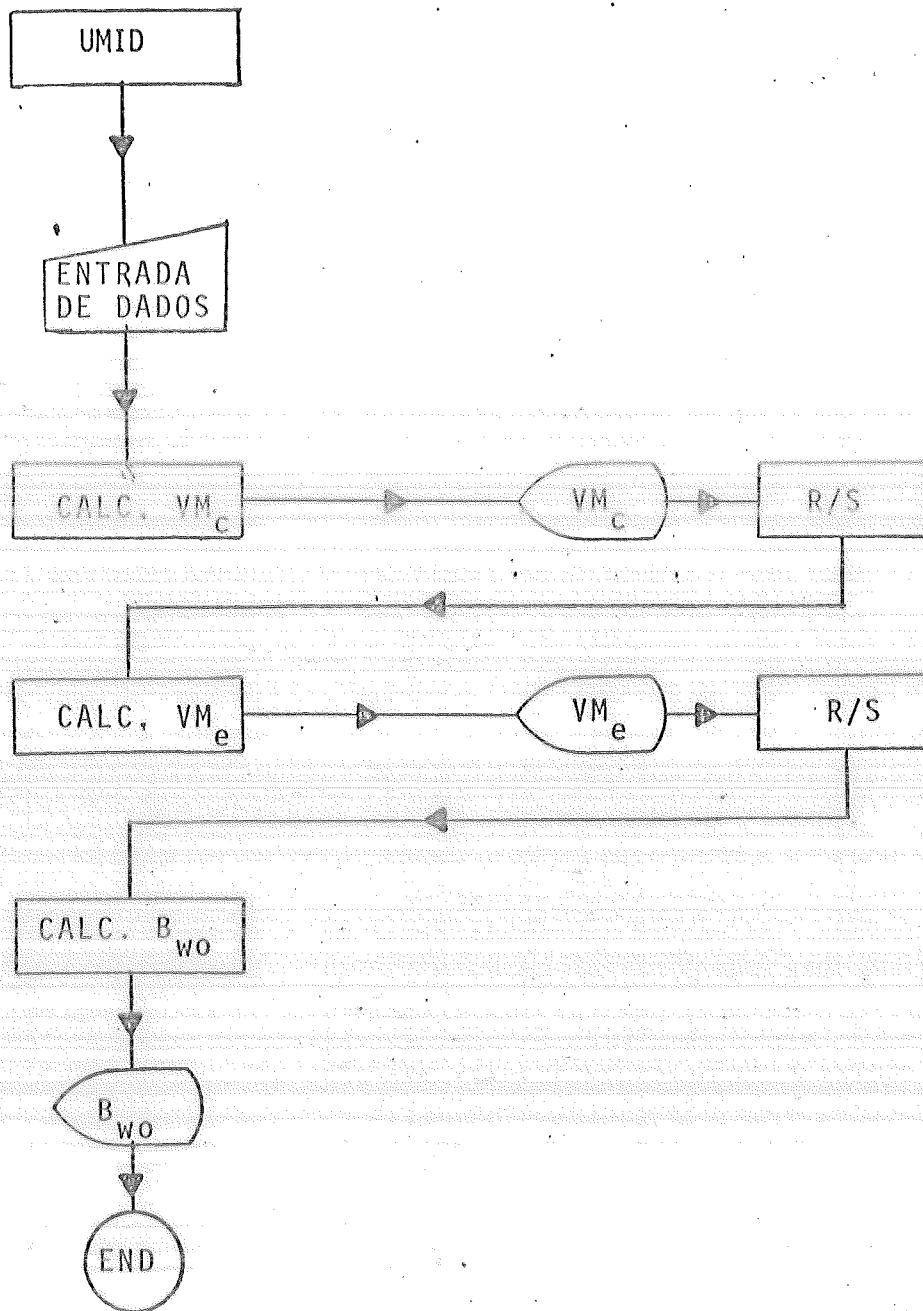 UMID
ENTRADA
DE DADOS
CALC. VMc
VMc
R/S
CALC, VMe
VMe
R/S
CALC. BWO
BWO
END